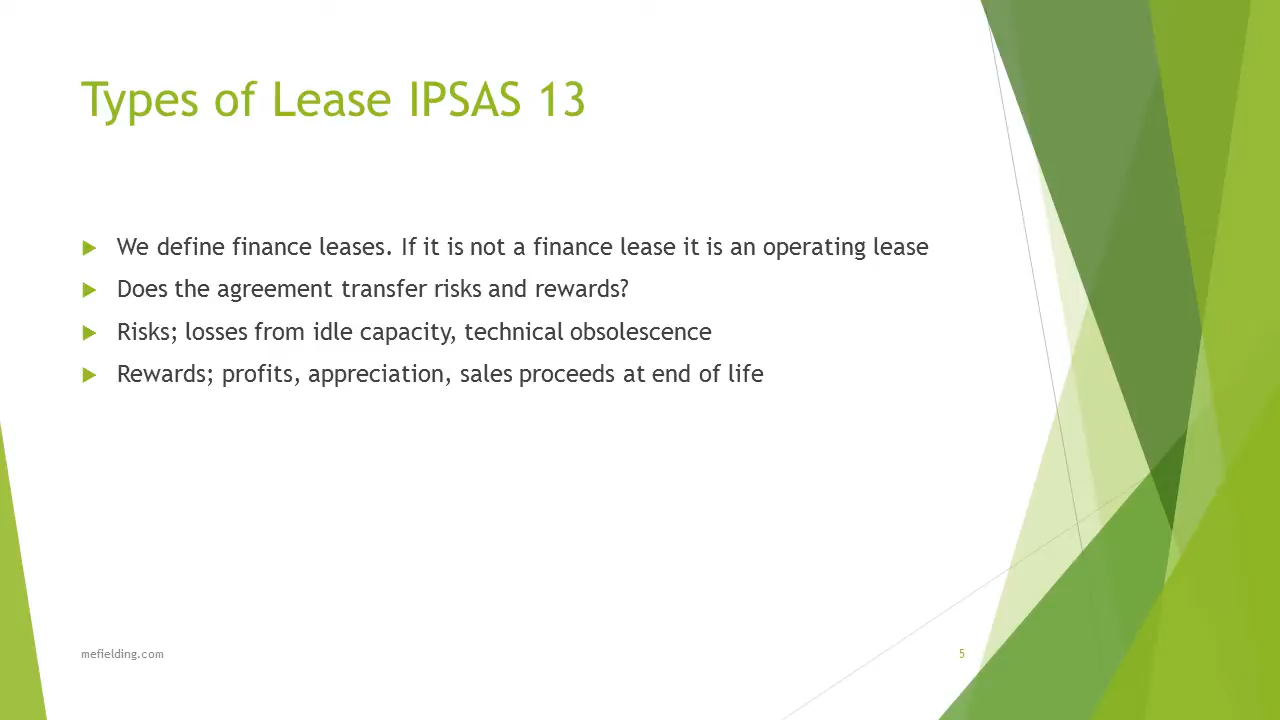 Types of Lease IPSAS 13
We define finance leases. If it is not a finance lease it is an operating lease
Does the agreement transfer risks and rewards?
Risks; losses from idle capacity, technical obsolescence
Rewards; profits, appreciation, sales proceeds at end of life
mefielding.com
5